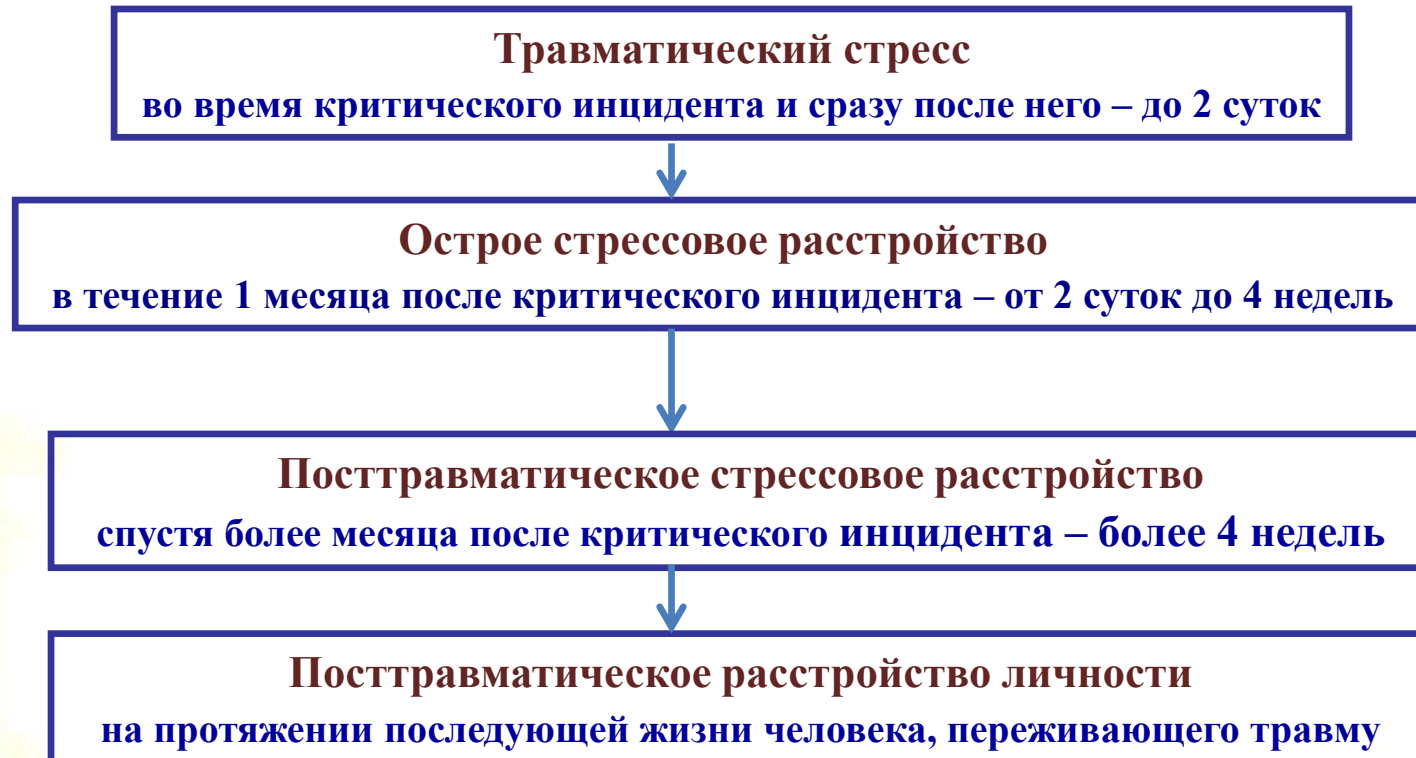 Травматический стресс
во время критического инцидента и сразу после него – до 2 суток
Острое стрессовое расстройство
в течение 1 месяца после критического инцидента – от 2 суток до 4 недель
Посттравматическое стрессовое расстройство
спустя более месяца после критического инцидента – более 4 недель
Посттравматическое расстройство личности
на протяжении последующей жизни человека, переживающего травму